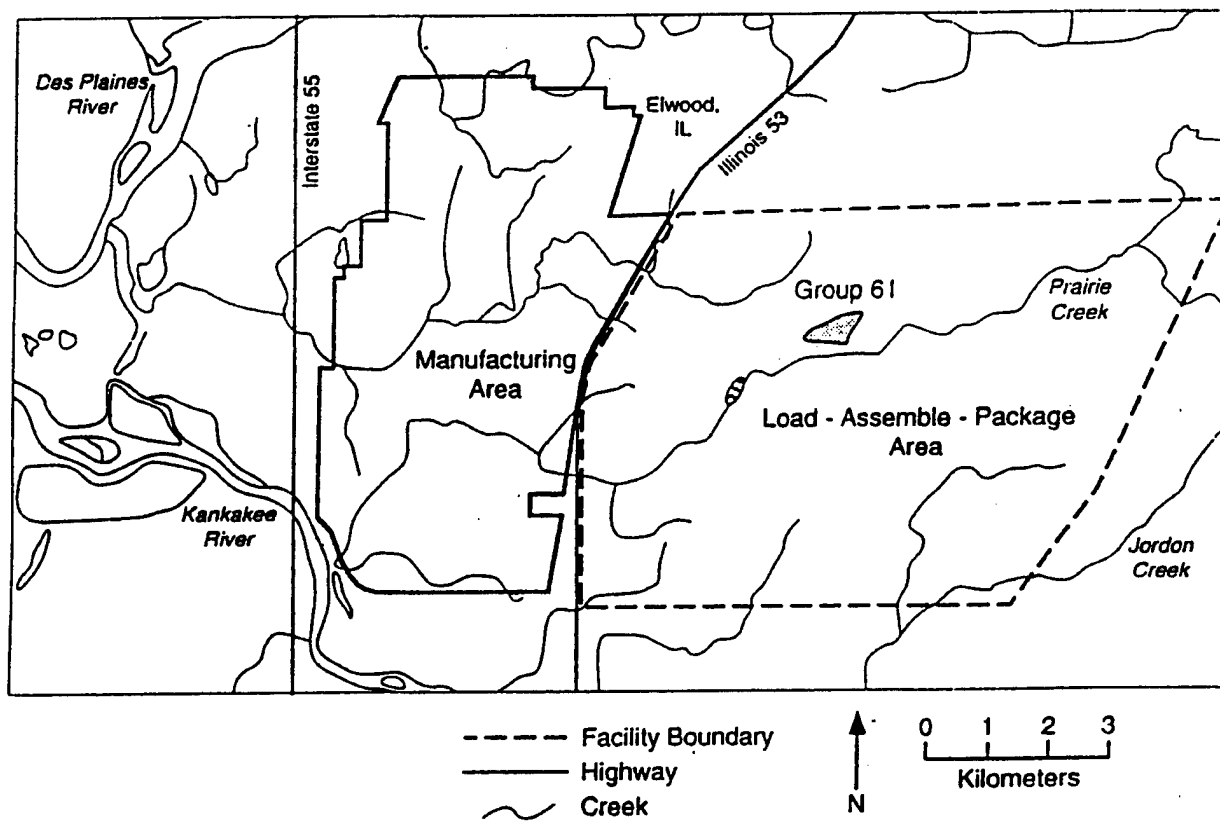 Des Plaines
River
Interstate 55
Elwood,
IL
Illinois 53
Group 61
Prairie
Creek
Manufacturing
Area
Load - Assemble - Package
Area
Kankakee
River
Jordon
Creek
Facility Boundary
Highway
Creek
N
0 1 2 3
Kilometers